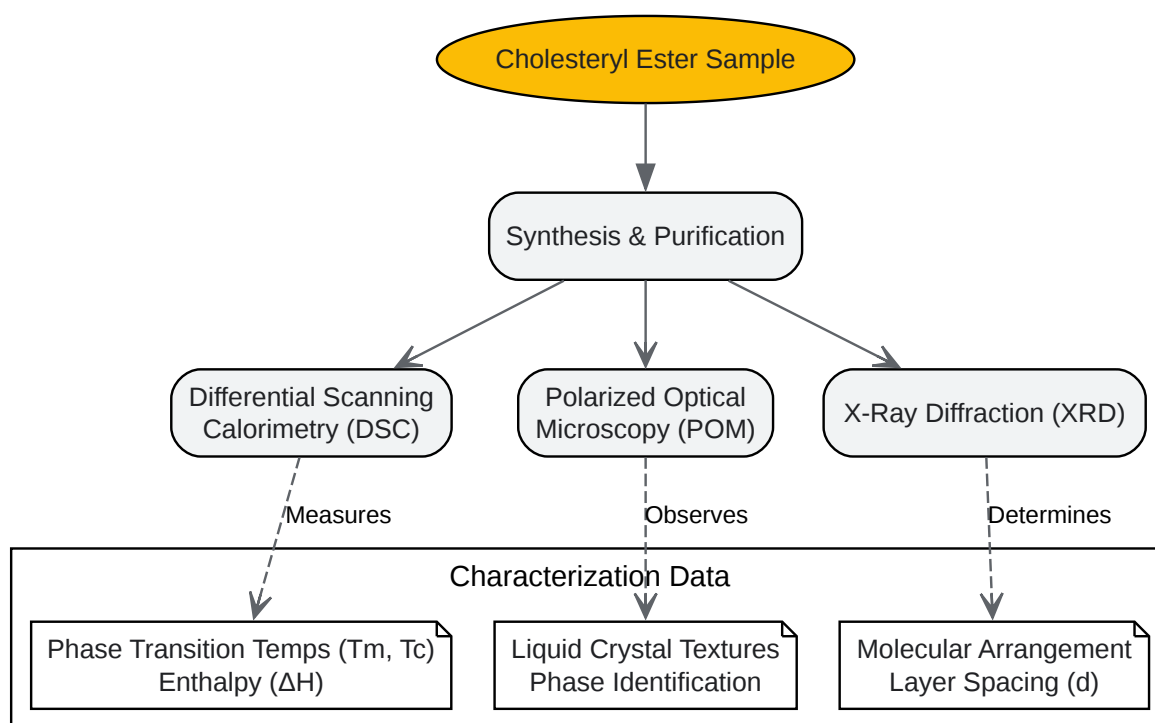 Cholesteryl Ester Sample
Synthesis & Purification
Differential Scanning
Calorimetry (DSC)
Polarized Optical
Microscopy (POM)
X-Ray Diffraction (XRD)
Measures
Observes
Determines
Characterization Data
Phase Transition Temps (Tm, Tc)
Enthalpy (ΔH)
Liquid Crystal Textures
Phase Identification
Molecular Arrangement
Layer Spacing (d)